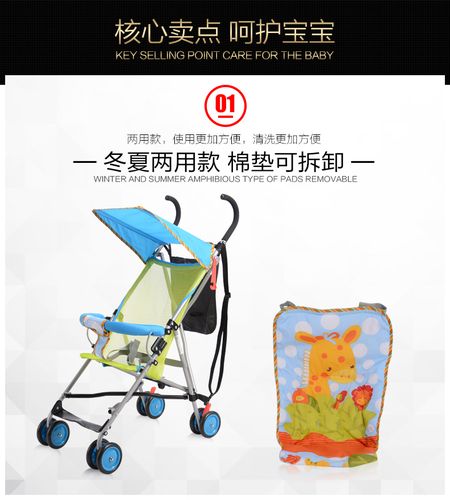 核心卖点 呵护宝宝
KEY SELLING POINT CARE FOR THE BABY
01
两用款，使用更加方便，清洗更加方便
冬夏两用款 棉垫可拆卸
WINTER AND SUMMER AMPHIBIOUS TYPE OF PADS REMOVABLE